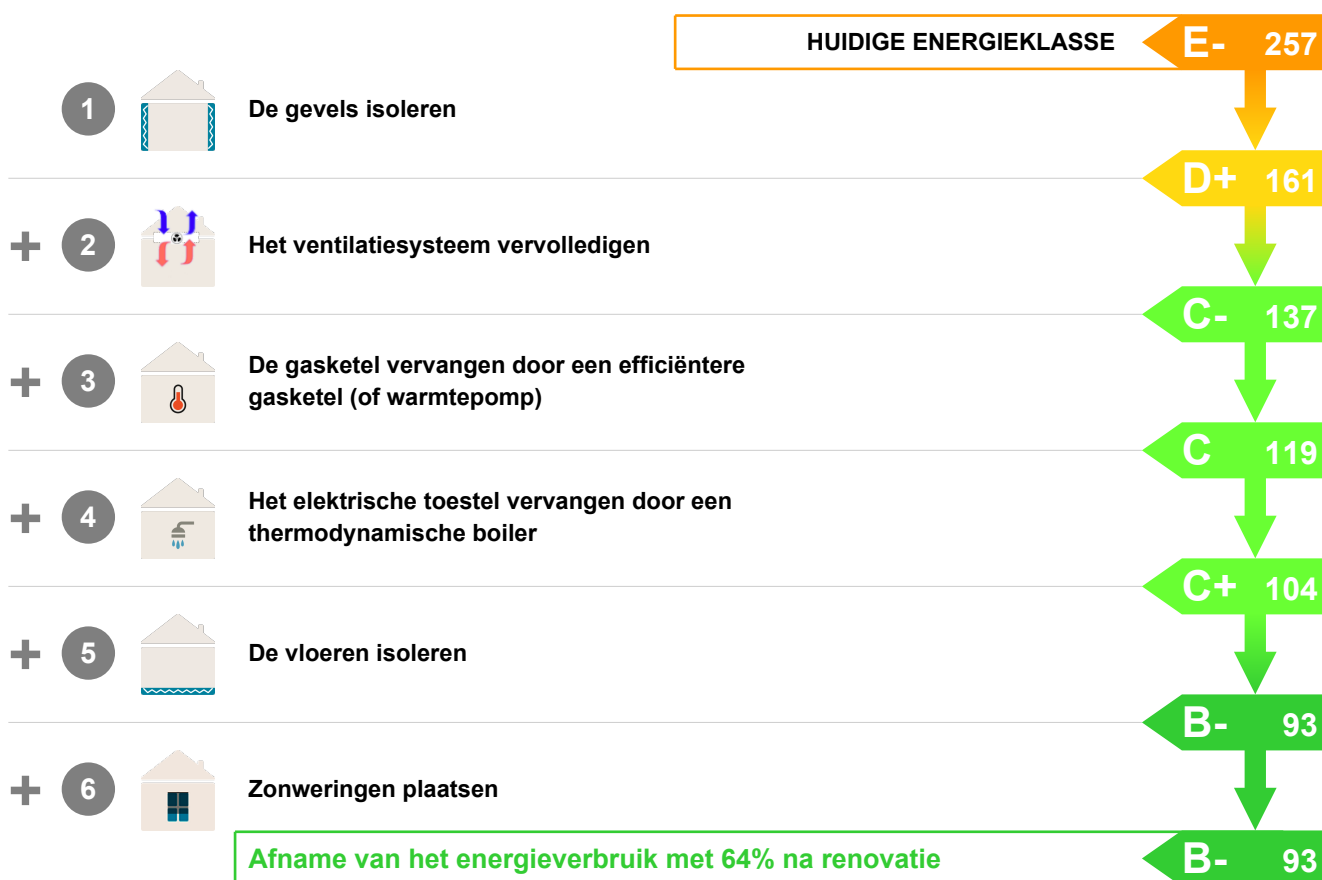 HUIDIGE ENERGIEKLASSE E- 257
1 De gevels isoleren
D+ 161
+ 2 Het ventilatiesysteem vervolledigen
C- 137
+ 3 De gasketel vervangen door een efficiëntere
gasketel (of warmtepomp)
C 119
+ 4 Het elektrische toestel vervangen door een
thermodynamische boiler
C+ 104
+ 5 De vloeren isoleren
B- 93
+ 6 Zonweringen plaatsen
Afname van het energieverbruik met 64% na renovatie B- 93